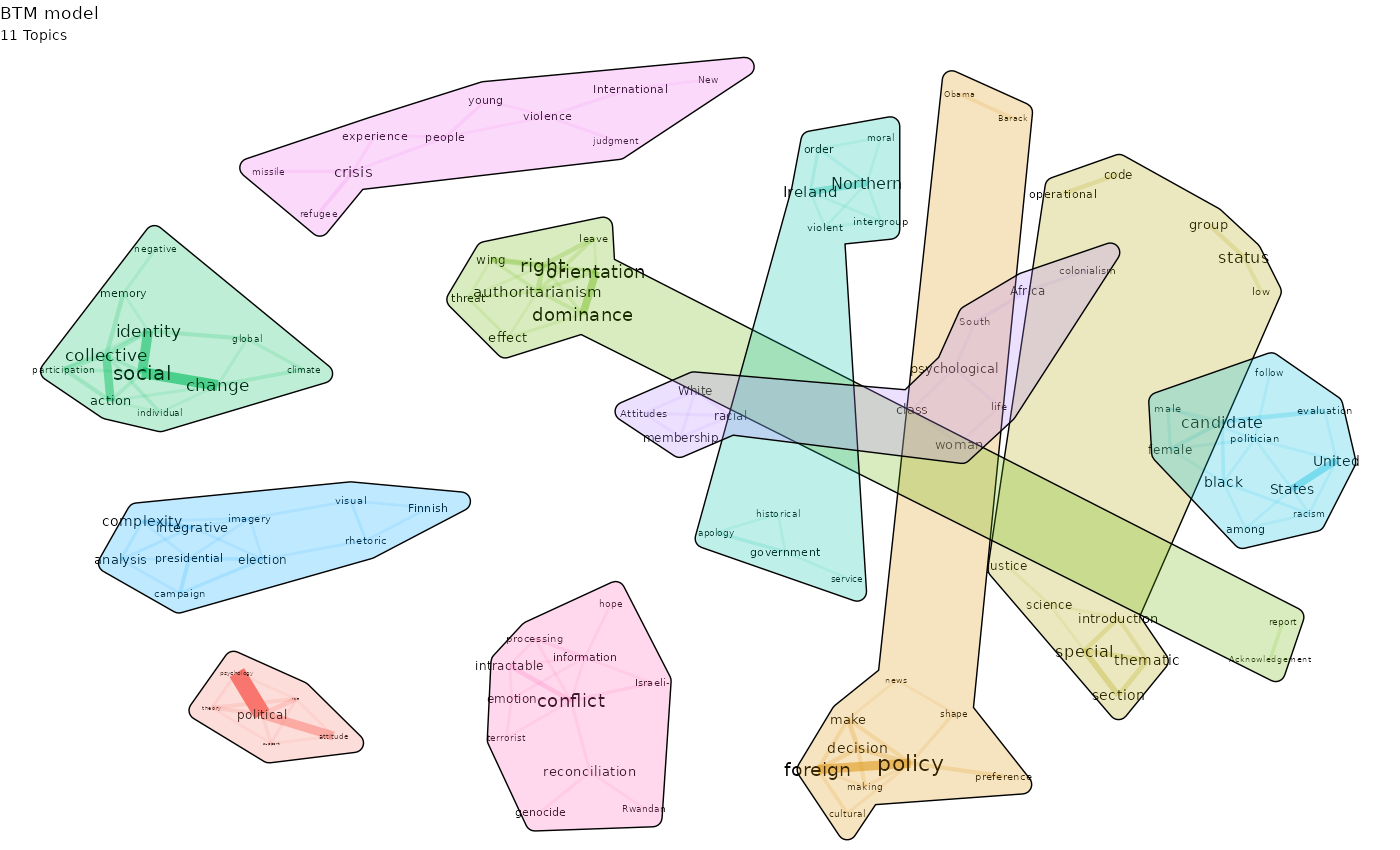 BTM model
11 Topics
New
International
young
violence
experience
people
judgment
missile
crisis
refugee
Obama
Barack
order
moral
Ireland
Northern
violent
intergroup
code
operational
group
status
low
negative
memory
identity
collective
global
participation
social
climate
change
action
individual
leave
wing
right
orientation
authoritarianism
threat
dominance
effect
colonialism
Africa
South
psychological
White
Attitudes
racial
class
life
membership
woman
follow
male
evaluation
candidate
politician
female
United
black
States
racism
among
visual
Finnish
complexity
imagery
integrative
rhetoric
analysis
presidential
election
campaign
historical
apology
government
service
ustice
science
introduction
special
thematic
section
report
Acknowledgement
hope
processing
information
intractable
Israeli-
emotion
conflict
terrorist
reconciliation
genocide
Rwandan
psychology
theory
political
attitude
news
make
shape
decision
foreign
policy
making
preference
cultural